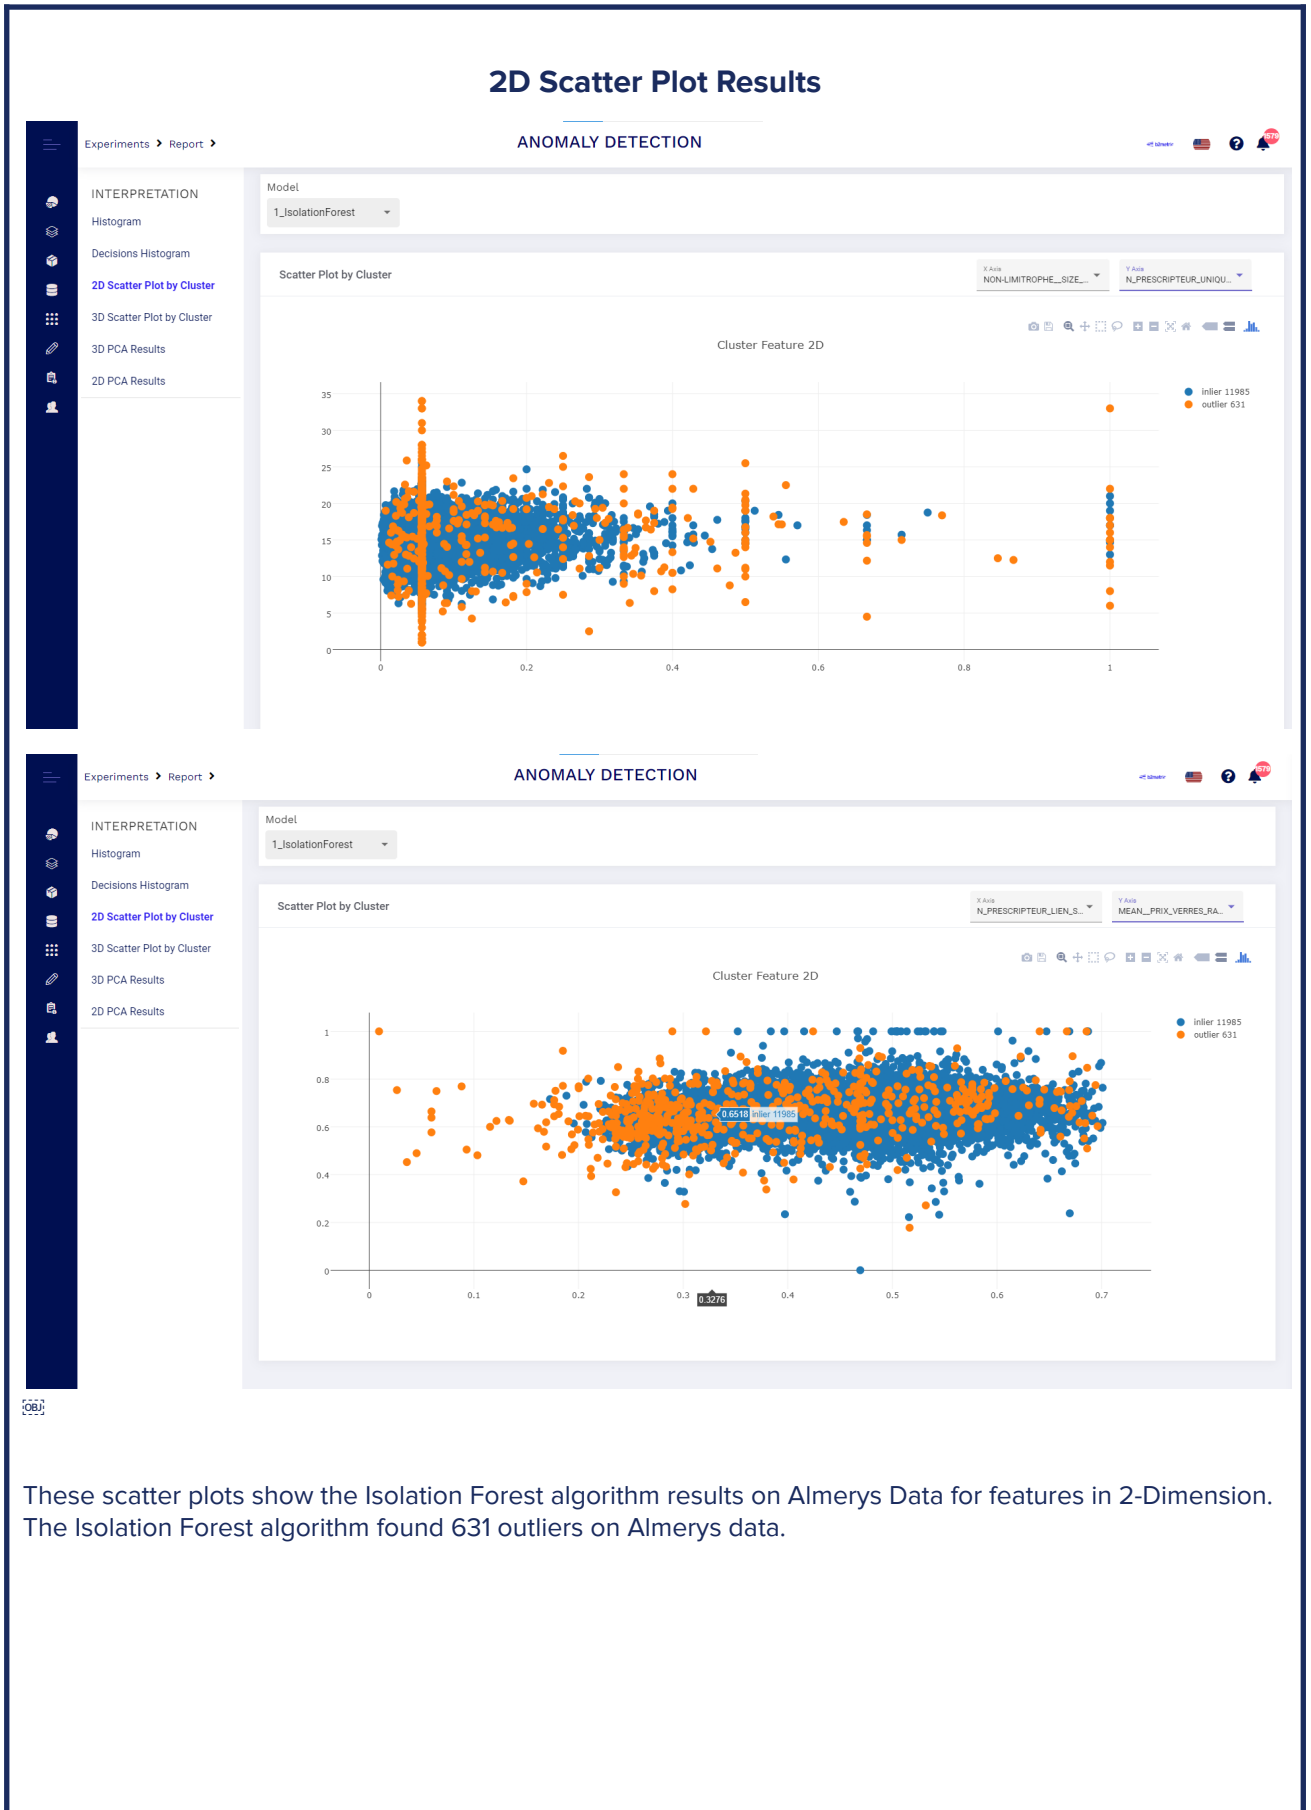 2D Scatter Plot Results
Experiments > Report >
ANOMALY DETECTION
1579
INTERPRETATION
Histogram
Decisions Histogram
2D Scatter Plot by Cluster
3D Scatter Plot by Cluster
3D PCA Results
2D PCA Results
Model
1_IsolationForest
Scatter Plot by Cluster
X Axis
NON-LIMITROPHE__SIZE_...
Y Axis
N_PRESCRIPTEUR_UNIQU...
Cluster Feature 2D
inlier 11985
outlier 631
35
30
25
20
15
10
5
0
0 0.2 0.4 0.6 0.8 1
Experiments > Report >
ANOMALY DETECTION
1579
INTERPRETATION
Histogram
Decisions Histogram
2D Scatter Plot by Cluster
3D Scatter Plot by Cluster
3D PCA Results
2D PCA Results
Model
1_IsolationForest
Scatter Plot by Cluster
X Axis
N_PRESCRIPTEUR_LIEN_S...
Y Axis
MEAN__PRIX_VERRES_RA...
Cluster Feature 2D
inlier 11985
outlier 631
1
0.8
0.6
0.4
0.2
0
0.6518 inlier 11985
0 0.1 0.2 0.3 0.4 0.5 0.6 0.7
0.3276
OBJ
These scatter plots show the Isolation Forest algorithm results on Almerys Data for features in 2-Dimension.
The Isolation Forest algorithm found 631 outliers on Almerys data.